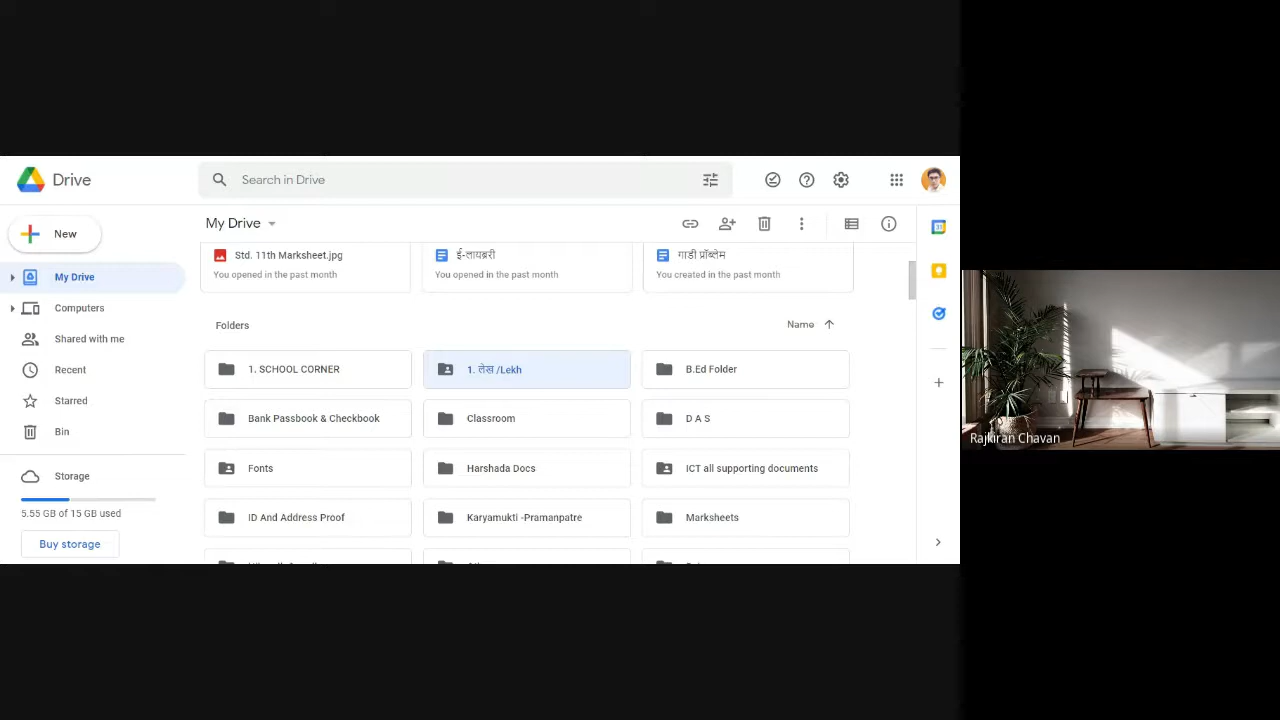 Drive
Search in Drive
New
My Drive
My Drive
Computers
Shared with me
Recent
Starred
Bin
Storage
5.55 GB of 15 GB used
Buy storage
Std. 11th Marksheet.jpg
You opened in the past month
ई-लायब्ररी
You opened in the past month
गाडी प्रॉब्लेम
You created in the past month
Folders
Name
1. SCHOOL CORNER
1. लेख /Lekh
B.Ed Folder
Bank Passbook & Checkbook
Classroom
D A S
Fonts
Harshada Docs
ICT all supporting documents
ID And Address Proof
Karyamukti -Pramanpatre
Marksheets
Rajkiran Chavan